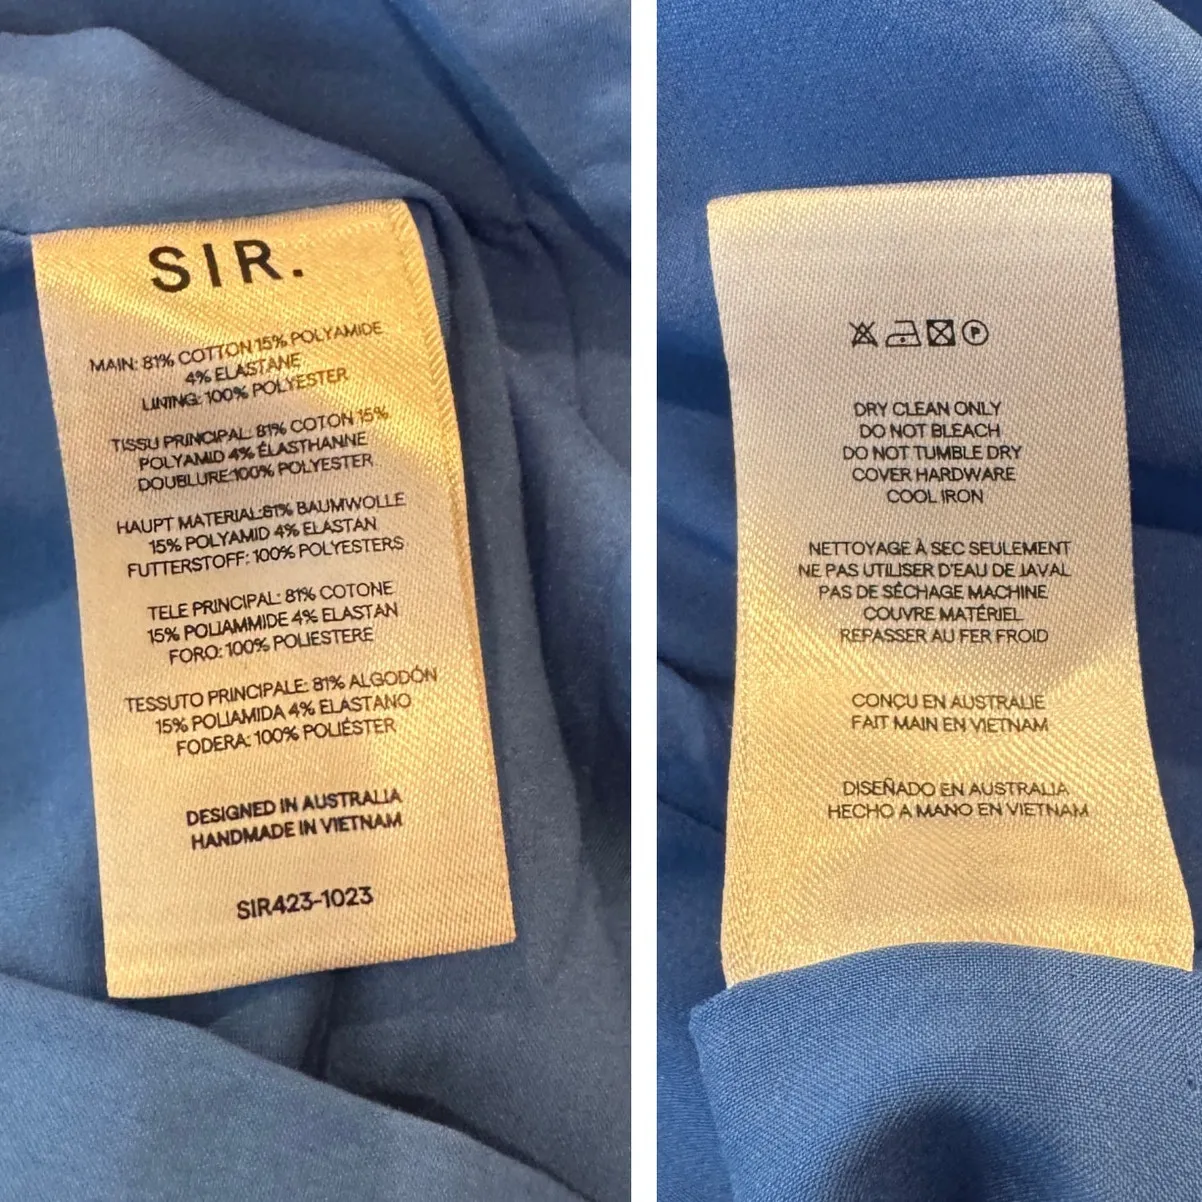 SIR.
MAIN: 81% COTTON 15% POLYAMIDE
4% ELASTANE
LINING: 100% POLYESTER
TISSU PRINCIPAL: 81% COTON 15%
POLYAMID 4% ÉLASTHANNE
DOUBLURE:100% POLYESTER
HAUPT MATERIAL:81% BAUMWOLLE
15% POLYAMID 4% ELASTAN
FUTTERSTOFF: 100% POLYESTERS
TELE PRINCIPAL: 81% COTONE
15% POLIAMMIDE 4% ELASTAN
FORO: 100% POLIESTERE
TESSUTO PRINCIPALE: 81% ALGODÓN
15% POLIAMIDA 4% ELASTANO
FODERA: 100% POLIÉSTER
DESIGNED IN AUSTRALIA
HANDMADE IN VIETNAM
SIR423-1023
P
DRY CLEAN ONLY
DO NOT BLEACH
DO NOT TUMBLE DRY
COVER HARDWARE
COOL IRON
NETTOYAGE À SEC SEULEMENT
NE PAS UTILISER D'EAU DE JAVAL
PAS DE SÉCHAGE MACHINE
COUVRE MATÉRIEL
REPASSER AU FER FROID
CONÇU EN AUSTRALIE
FAIT MAIN EN VIETNAM
DISEÑADO EN AUSTRALIA
HECHO A MANO EN VIETNAM